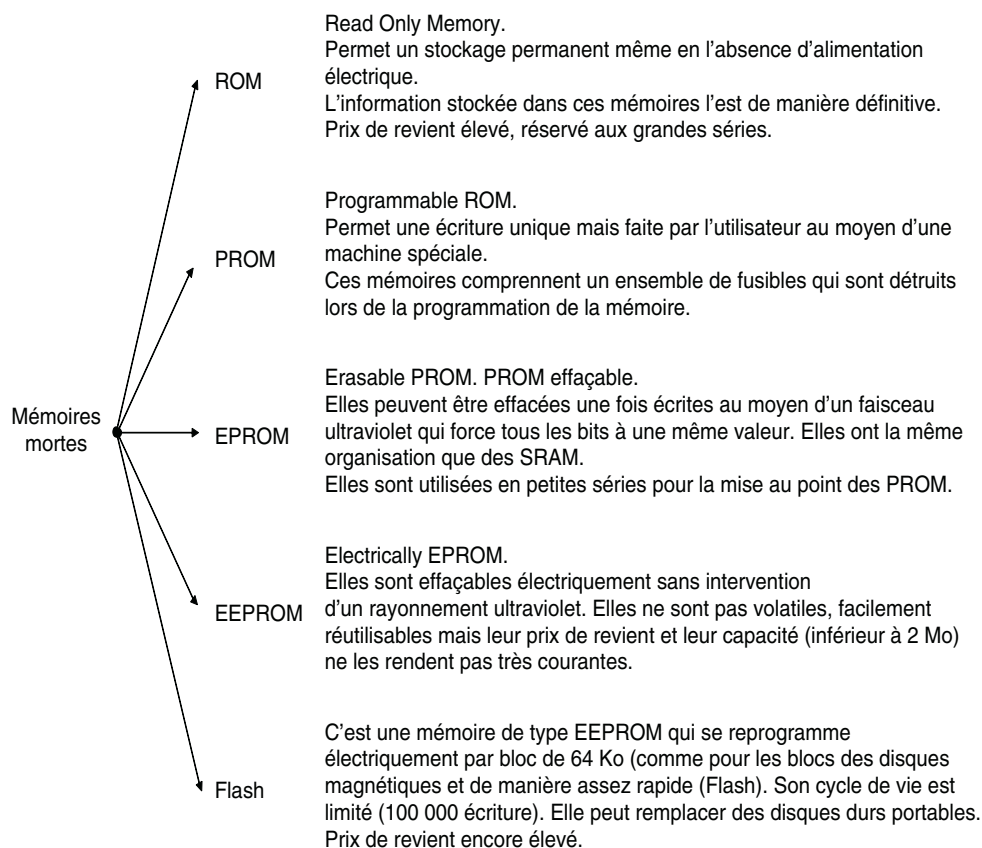 Mémoires
mortes
ROM
Read Only Memory.
Permet un stockage permanent même en l’absence d’alimentation
électrique.
L’information stockée dans ces mémoires l’est de manière définitive.
Prix de revient élevé, réservé aux grandes séries.
PROM
Programmable ROM.
Permet une écriture unique mais faite par l’utilisateur au moyen d’une
machine spéciale.
Ces mémoires comprennent un ensemble de fusibles qui sont détruits
lors de la programmation de la mémoire.
EPROM
Erasable PROM. PROM effaçable.
Elles peuvent être effacées une fois écrites au moyen d’un faisceau
ultraviolet qui force tous les bits à une même valeur. Elles ont la même
organisation que des SRAM.
Elles sont utilisées en petites séries pour la mise au point des PROM.
EEPROM
Electrically EPROM.
Elles sont effaçables électriquement sans intervention
d’un rayonnement ultraviolet. Elles ne sont pas volatiles, facilement
réutilisables mais leur prix de revient et leur capacité (inférieur à 2 Mo)
ne les rendent pas très courantes.
Flash
C’est une mémoire de type EEPROM qui se reprogramme
électriquement par bloc de 64 Ko (comme pour les blocs des disques
magnétiques et de manière assez rapide (Flash). Son cycle de vie est
limité (100 000 écriture). Elle peut remplacer des disques durs portables.
Prix de revient encore élevé.